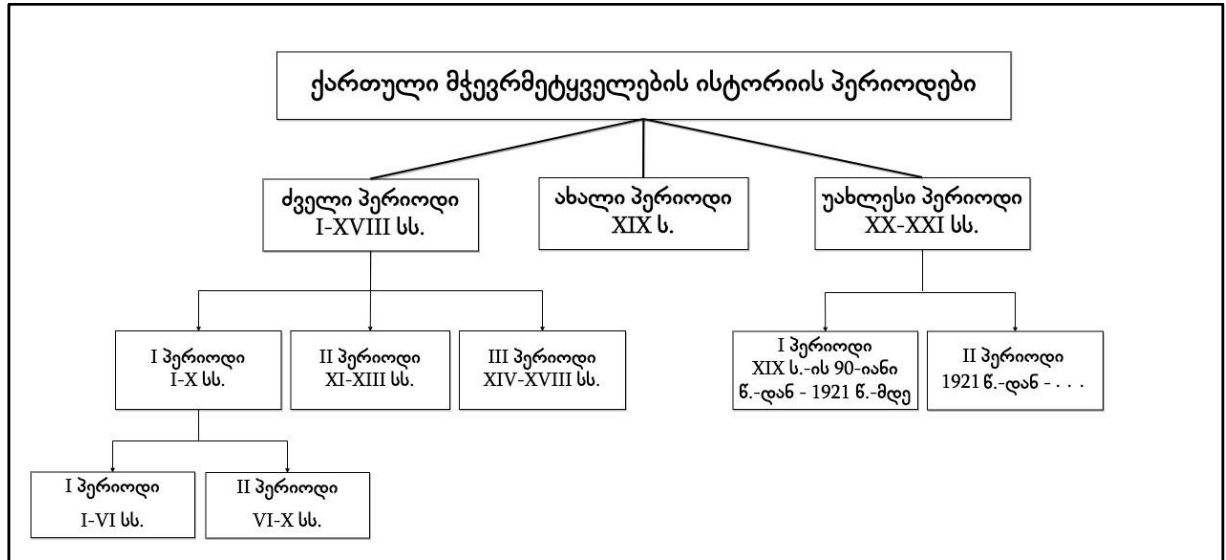 ქართული მჭევრმეტყველების ისტორიის პერიოდები
ძველი პერიოდი
I-XVIII სს.
ახალი პერიოდი
XIX ს.
უახლესი პერიოდი
XX-XXI სს.
I პერიოდი
I-X სს.
II პერიოდი
XI-XIII სს.
III პერიოდი
XIV-XVIII სს.
I პერიოდი
XIX ს.-ის 90-იანი
წ.-დან - 1921 წ.-მდე
II პერიოდი
1921 წ.-დან - . . .
I პერიოდი
I-VI სს.
II პერიოდი
VI-X სს.